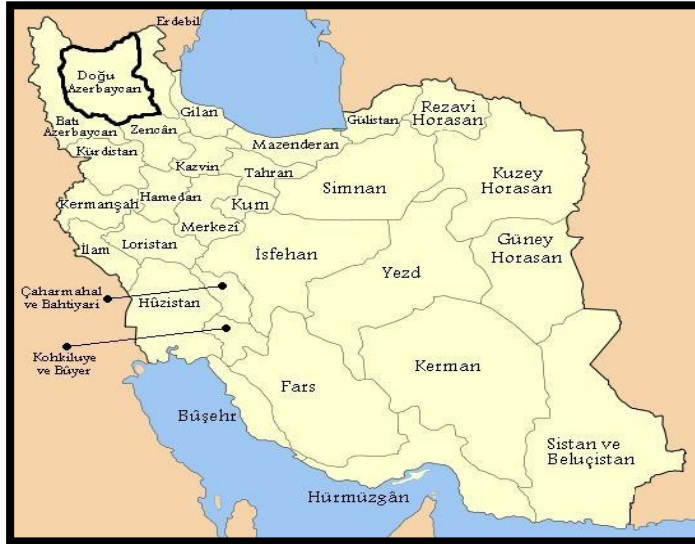 Erdebil
Doğu
Azerbaycan
Gilan
Batı
Azerbaycan
Zencân
Gülistan
Rezavi
Horasan
Mazenderan
Kürdistan
Kazvin
Tahran
Simnan
Kuzey
Horasan
Kermanşah
Hamedan
Kum
Merkezî
İlam
Loristan
İsfehan
Yezd
Güney
Horasan
Çaharmahal
ve Bahtiyari
Hûzistan
Kohkiluye
ve Bûyer
Fars
Kerman
Bûşehr
Sistan ve
Beluçistan
Hürmüzgân